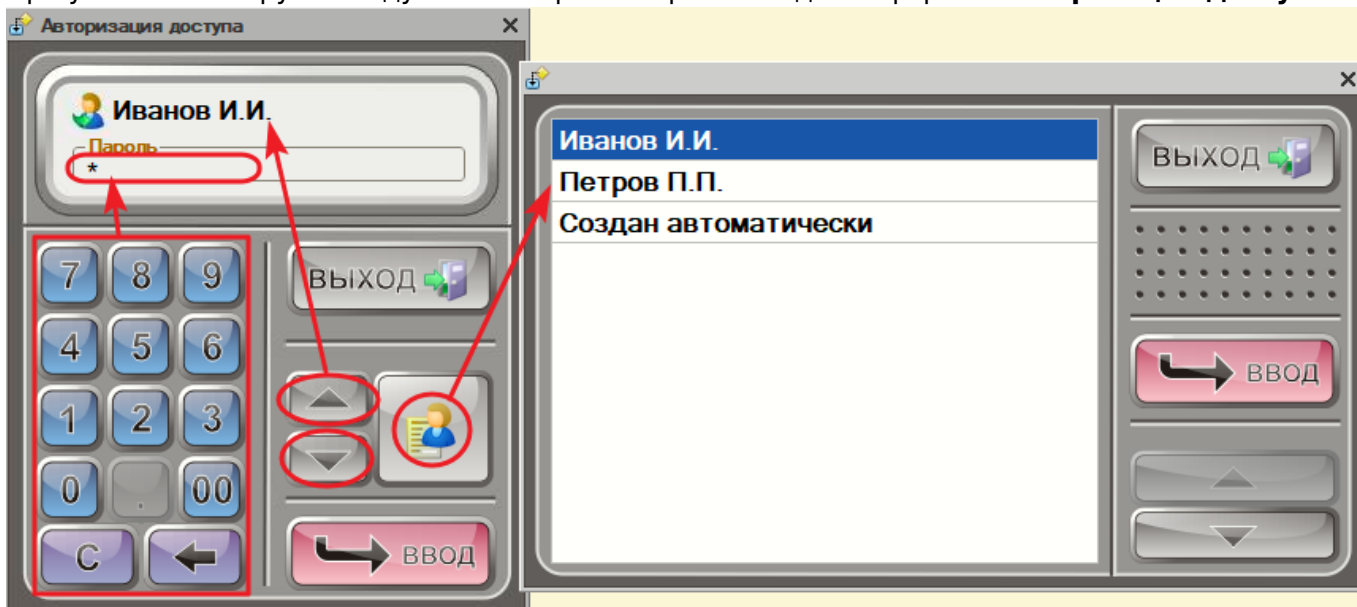 Авторизация доступа
Иванов И.И.
Пароль
*
7 8 9
4 5 6
1 2 3
0 . 00
C
ВЫХОД
ВВОД
Иванов И.И.
Петров П.П.
Создан автоматически
ВЫХОД
ВВОД